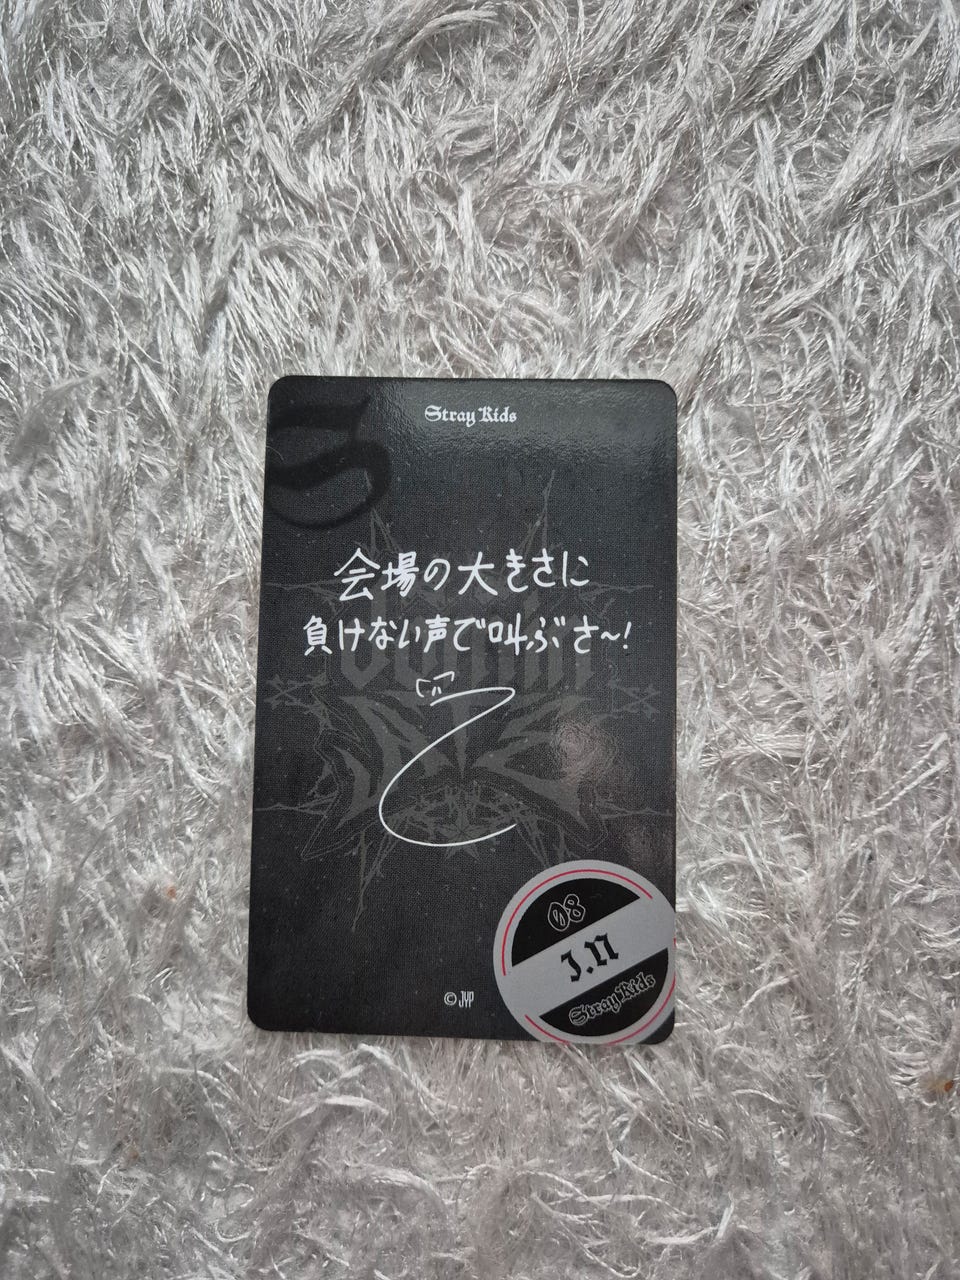 Stray Kids
会場の大きさに
負けない声で叫ぶさ~!
08
I.N
Stray Kids
© JYP